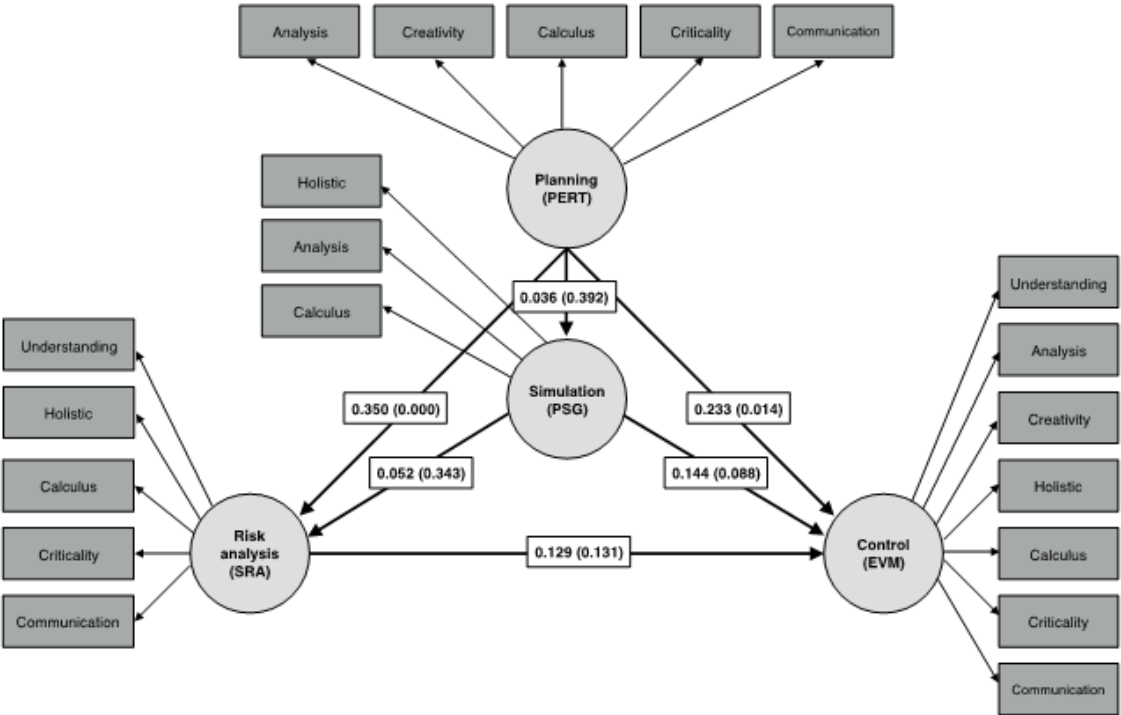 Analysis
Creativity
Calculus
Criticality
Communication
Planning
(PERT)
Holistic
Analysis
Calculus
0.036 (0.392)
Simulation
(PSG)
0.350 (0.000)
0.233 (0.014)
0.052 (0.343)
0.144 (0.088)
Understanding
Holistic
Calculus
Criticality
Communication
Risk
analysis
(SRA)
0.129 (0.131)
Control
(EVM)
Understanding
Analysis
Creativity
Holistic
Calculus
Criticality
Communication